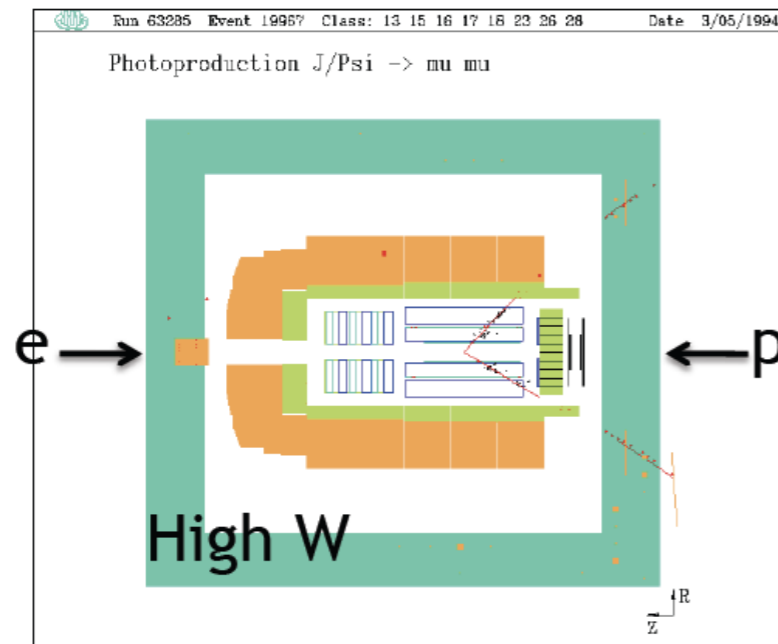 Run 63285 Event 19967 Class: 13 15 16 17 18 23 26 28 Date 3/05/1994
Photoproduction J/Psi -> mu mu
e
p
High W
R
Z